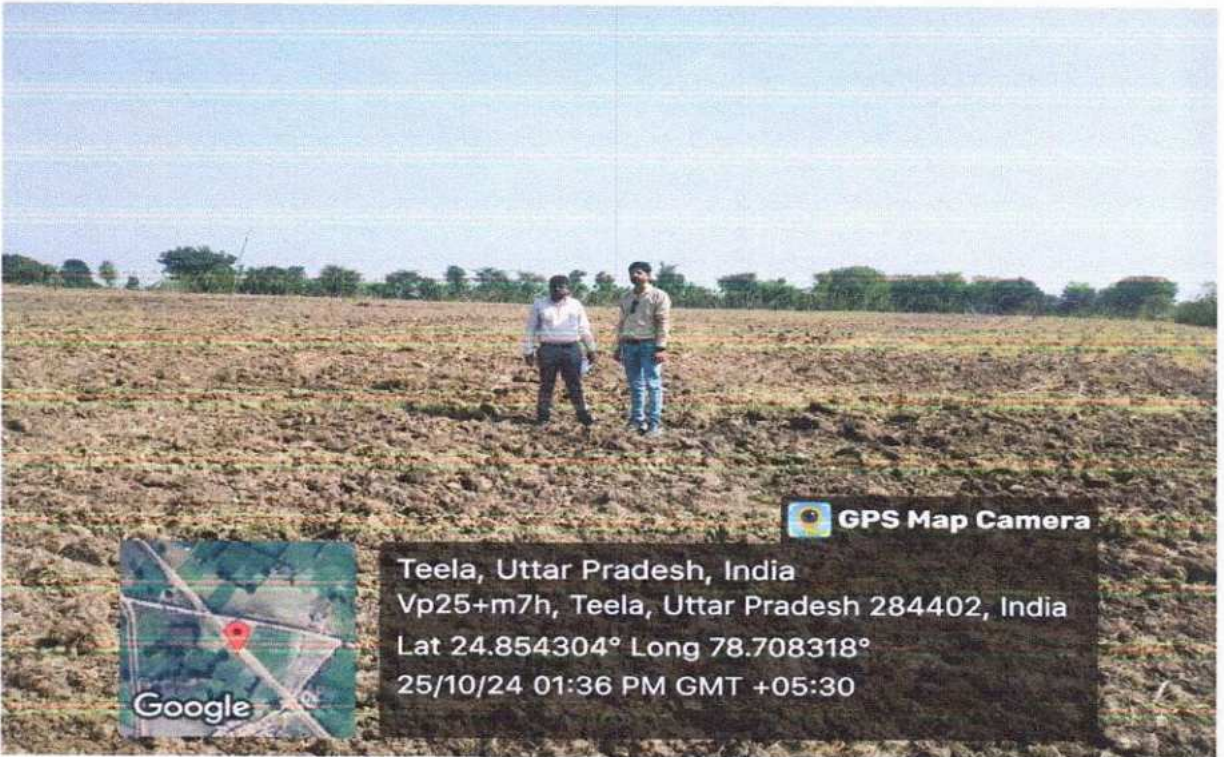 GPS Map Camera
Teela, Uttar Pradesh, India
Vp25+m7h, Teela, Uttar Pradesh 284402, India
Lat 24.854304° Long 78.708318°
25/10/24 01:36 PM GMT +05:30
Google